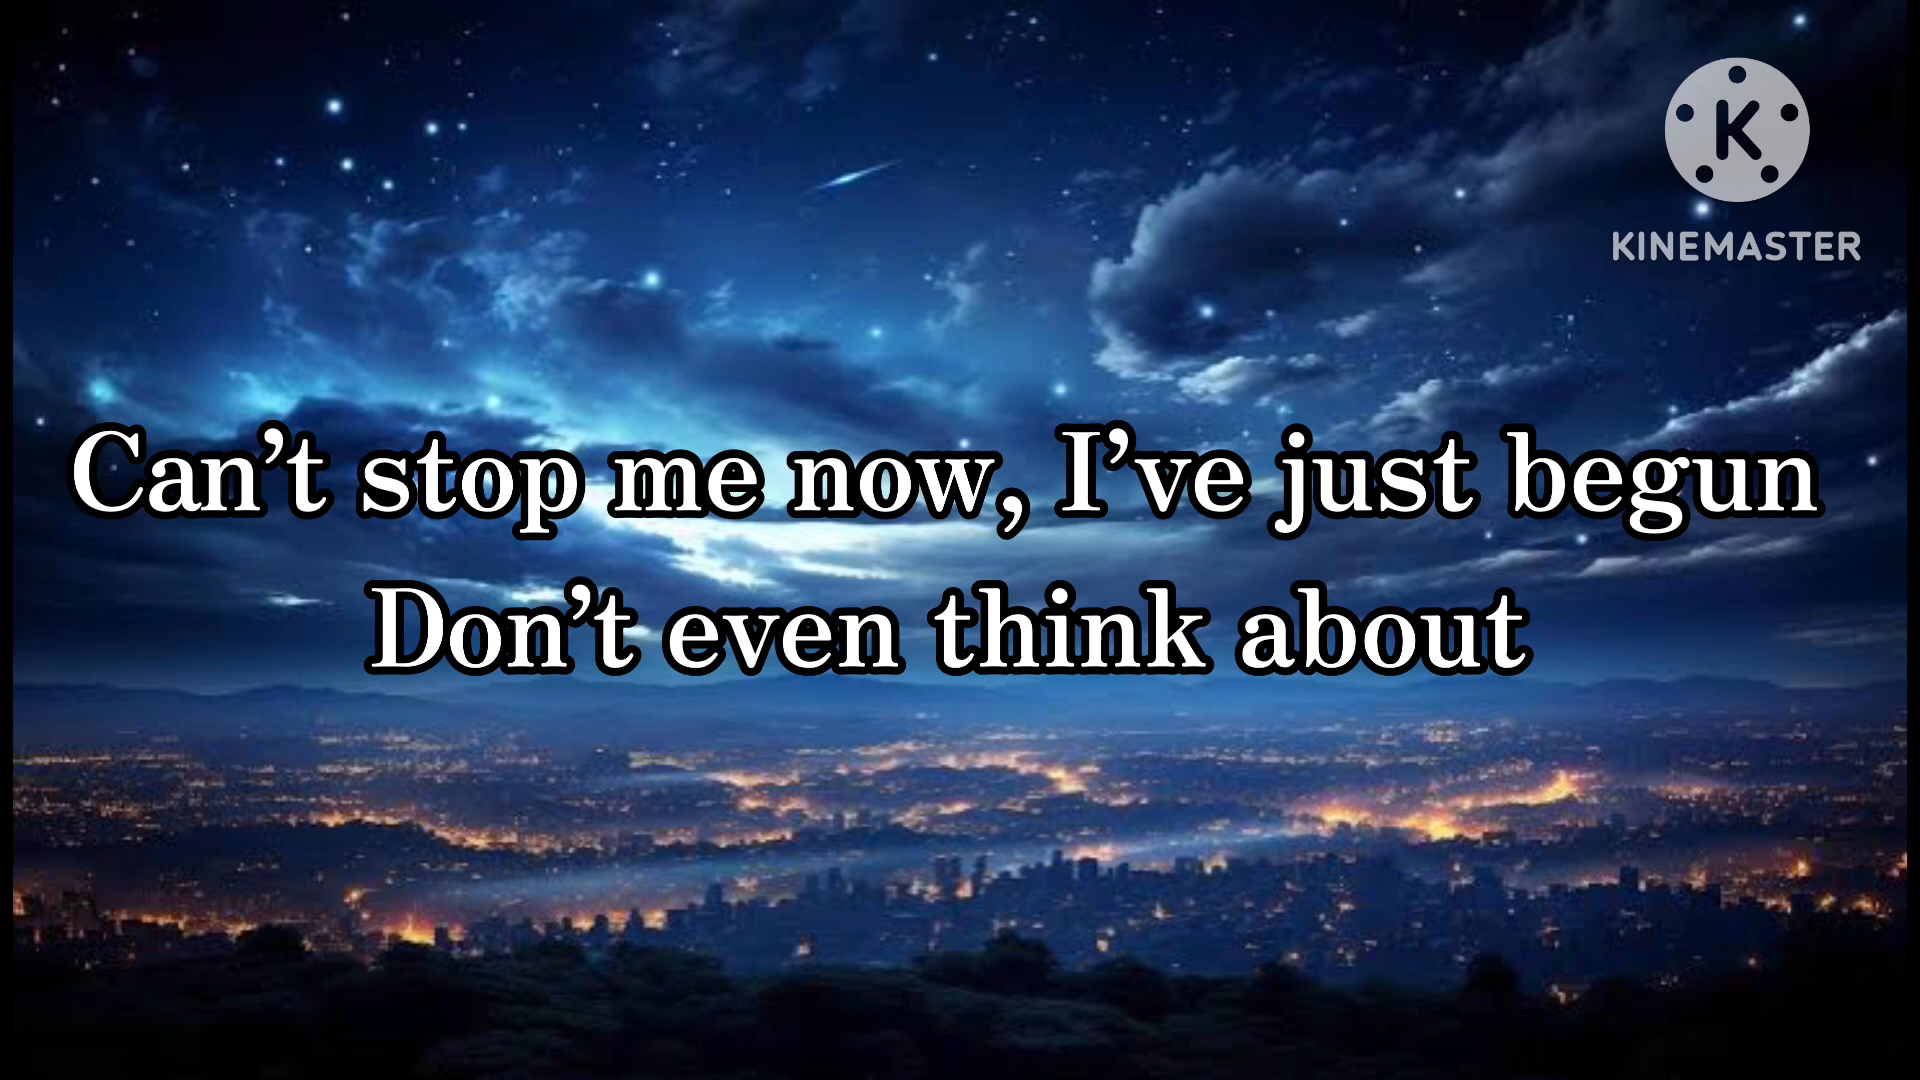 K
KINEMASTER
Can’t stop me now, I’ve just begun
Don’t even think about